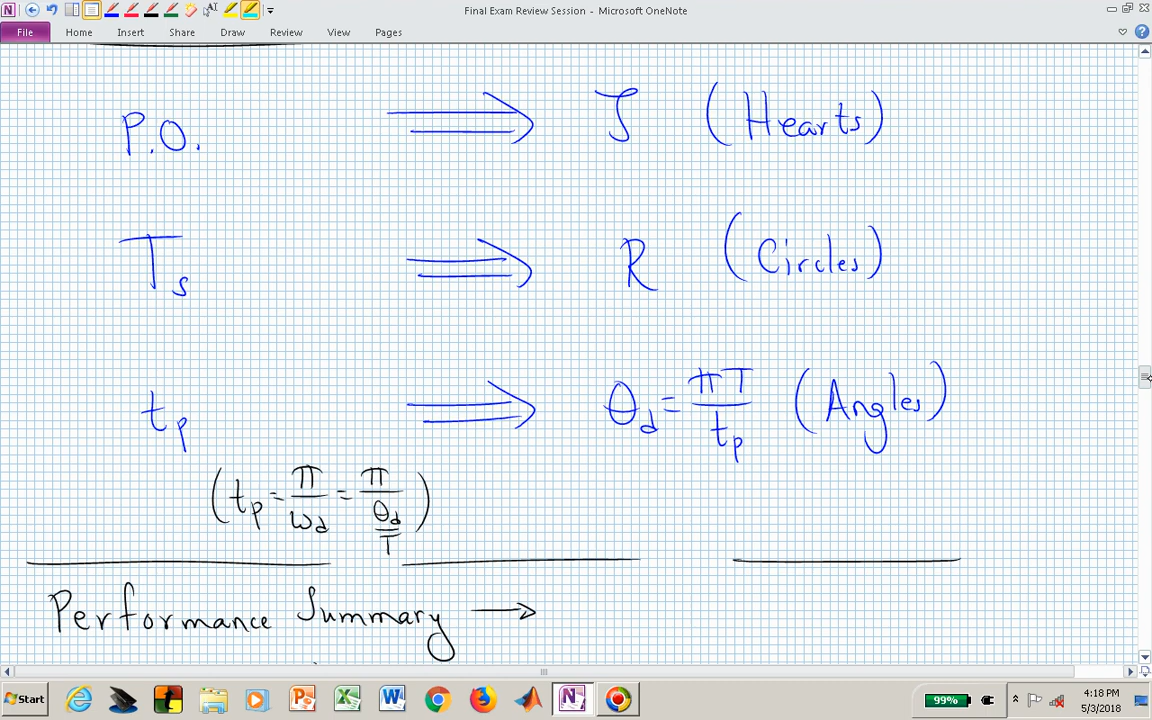 Final Exam Review Session - Microsoft OneNote
File Home Insert Share Draw Review View Pages
P.O. ⟹ ζ (Hearts)
Ts ⟹ R (Circles)
tp ⟹ θd = πT/tp (Angles)
(tp = π/ωd = π/(θd/T))
Performance Summary →
Start
99%
4:18 PM
5/3/2018